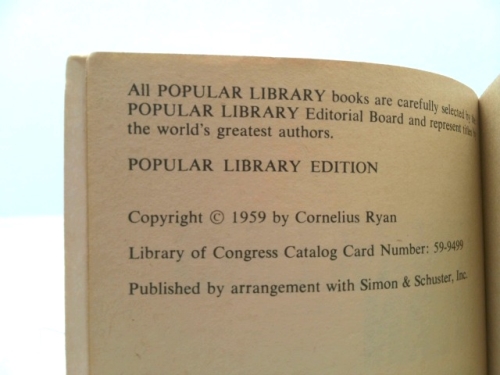 All POPULAR LIBRARY books are carefully selected by
POPULAR LIBRARY Editorial Board and represent titles
the world's greatest authors.
POPULAR LIBRARY EDITION
Copyright © 1959 by Cornelius Ryan
Library of Congress Catalog Card Number: 59-9499
Published by arrangement with Simon & Schuster, Inc.